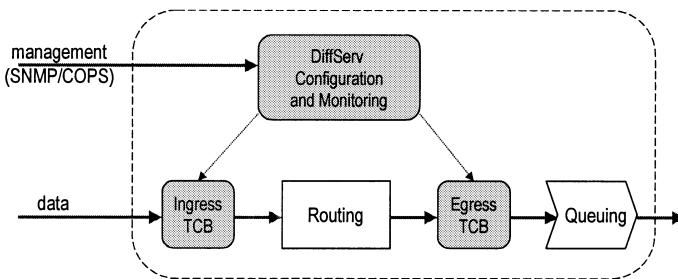 management
(SNMP/COPS)
DiffServ
Configuration
and Monitoring
data
Ingress
TCB
Routing
Egress
TCB
Queuing